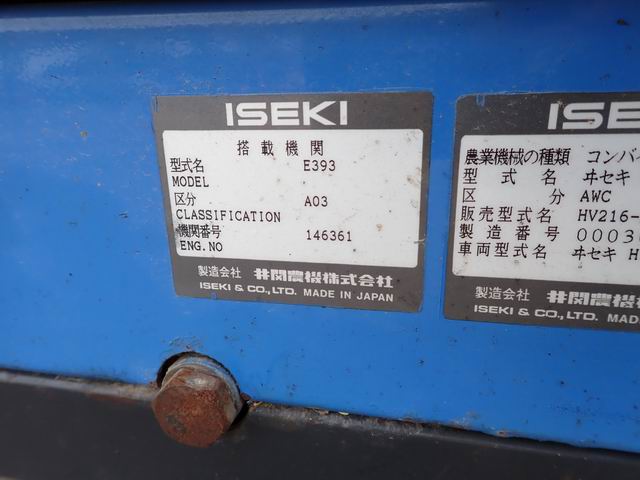 ISEKI
搭載機関
型式名 E393
MODEL
区分 A03
CLASSIFICATION
機関番号 146361
ENG.NO
製造会社 井関農機株式会社
ISEKI & CO., LTD. MADE IN JAPAN
ISE
農業機械の種類 コンバ
型式名 ヰセキ
区分 AWC
販売型式名 HV216-
製造番号 0003
車両型式名 ヰセキ H
製造会社 井関農機
ISEKI & CO., LTD. MA